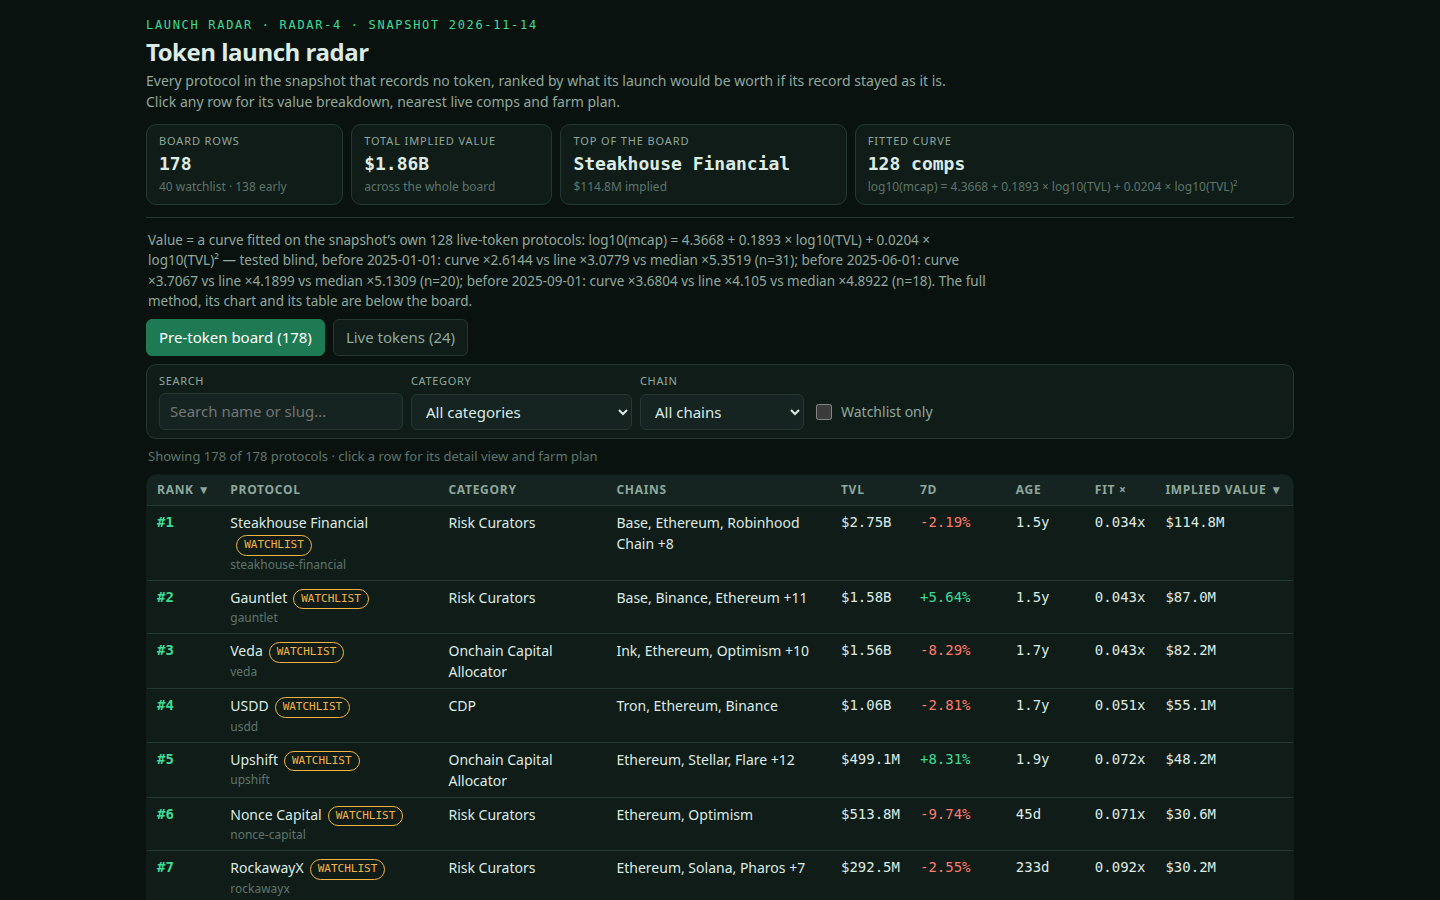 LAUNCH RADAR · RADAR-4 · SNAPSHOT 2026-11-14
Token launch radar
Every protocol in the snapshot that records no token, ranked by what its launch would be worth if its record stayed as it is.
Click any row for its value breakdown, nearest live comps and farm plan.
BOARD ROWS
178
40 watchlist · 138 early
TOTAL IMPLIED VALUE
$1.86B
across the whole board
TOP OF THE BOARD
Steakhouse Financial
$114.8M implied
FITTED CURVE
128 comps
log10(mcap) = 4.3668 + 0.1893 × log10(TVL) + 0.0204 × log10(TVL)²
Value = a curve fitted on the snapshot's own 128 live-token protocols: log10(mcap) = 4.3668 + 0.1893 × log10(TVL) + 0.0204 ×
log10(TVL)² — tested blind, before 2025-01-01: curve ×2.6144 vs line ×3.0779 vs median ×5.3519 (n=31); before 2025-06-01: curve
×3.7067 vs line ×4.1899 vs median ×5.1309 (n=20); before 2025-09-01: curve ×3.6804 vs line ×4.105 vs median ×4.8922 (n=18). The full
method, its chart and its table are below the board.
Pre-token board (178)
Live tokens (24)
SEARCH
CATEGORY
CHAIN
Search name or slug...
All categories
All chains
Watchlist only
Showing 178 of 178 protocols · click a row for its detail view and farm plan
RANK ▼ PROTOCOL CATEGORY CHAINS TVL 7D AGE FIT × IMPLIED VALUE ▼
#1 Steakhouse Financial Risk Curators Base, Ethereum, Robinhood $2.75B -2.19% 1.5y 0.034x $114.8M
WATCHLIST Chain +8
steakhouse-financial
#2 Gauntlet WATCHLIST Risk Curators Base, Binance, Ethereum +11 $1.58B +5.64% 1.5y 0.043x $87.0M
gauntlet
#3 Veda WATCHLIST Onchain Capital Ink, Ethereum, Optimism +10 $1.56B -8.29% 1.7y 0.043x $82.2M
veda Allocator
#4 USDD WATCHLIST CDP Tron, Ethereum, Binance $1.06B -2.81% 1.7y 0.051x $55.1M
usdd
#5 Upshift WATCHLIST Onchain Capital Ethereum, Stellar, Flare +12 $499.1M +8.31% 1.9y 0.072x $48.2M
upshift Allocator
#6 Nonce Capital WATCHLIST Risk Curators Ethereum, Optimism $513.8M -9.74% 45d 0.071x $30.6M
nonce-capital
#7 RockawayX WATCHLIST Risk Curators Ethereum, Solana, Pharos +7 $292.5M -2.55% 233d 0.092x $30.2M
rockawayx